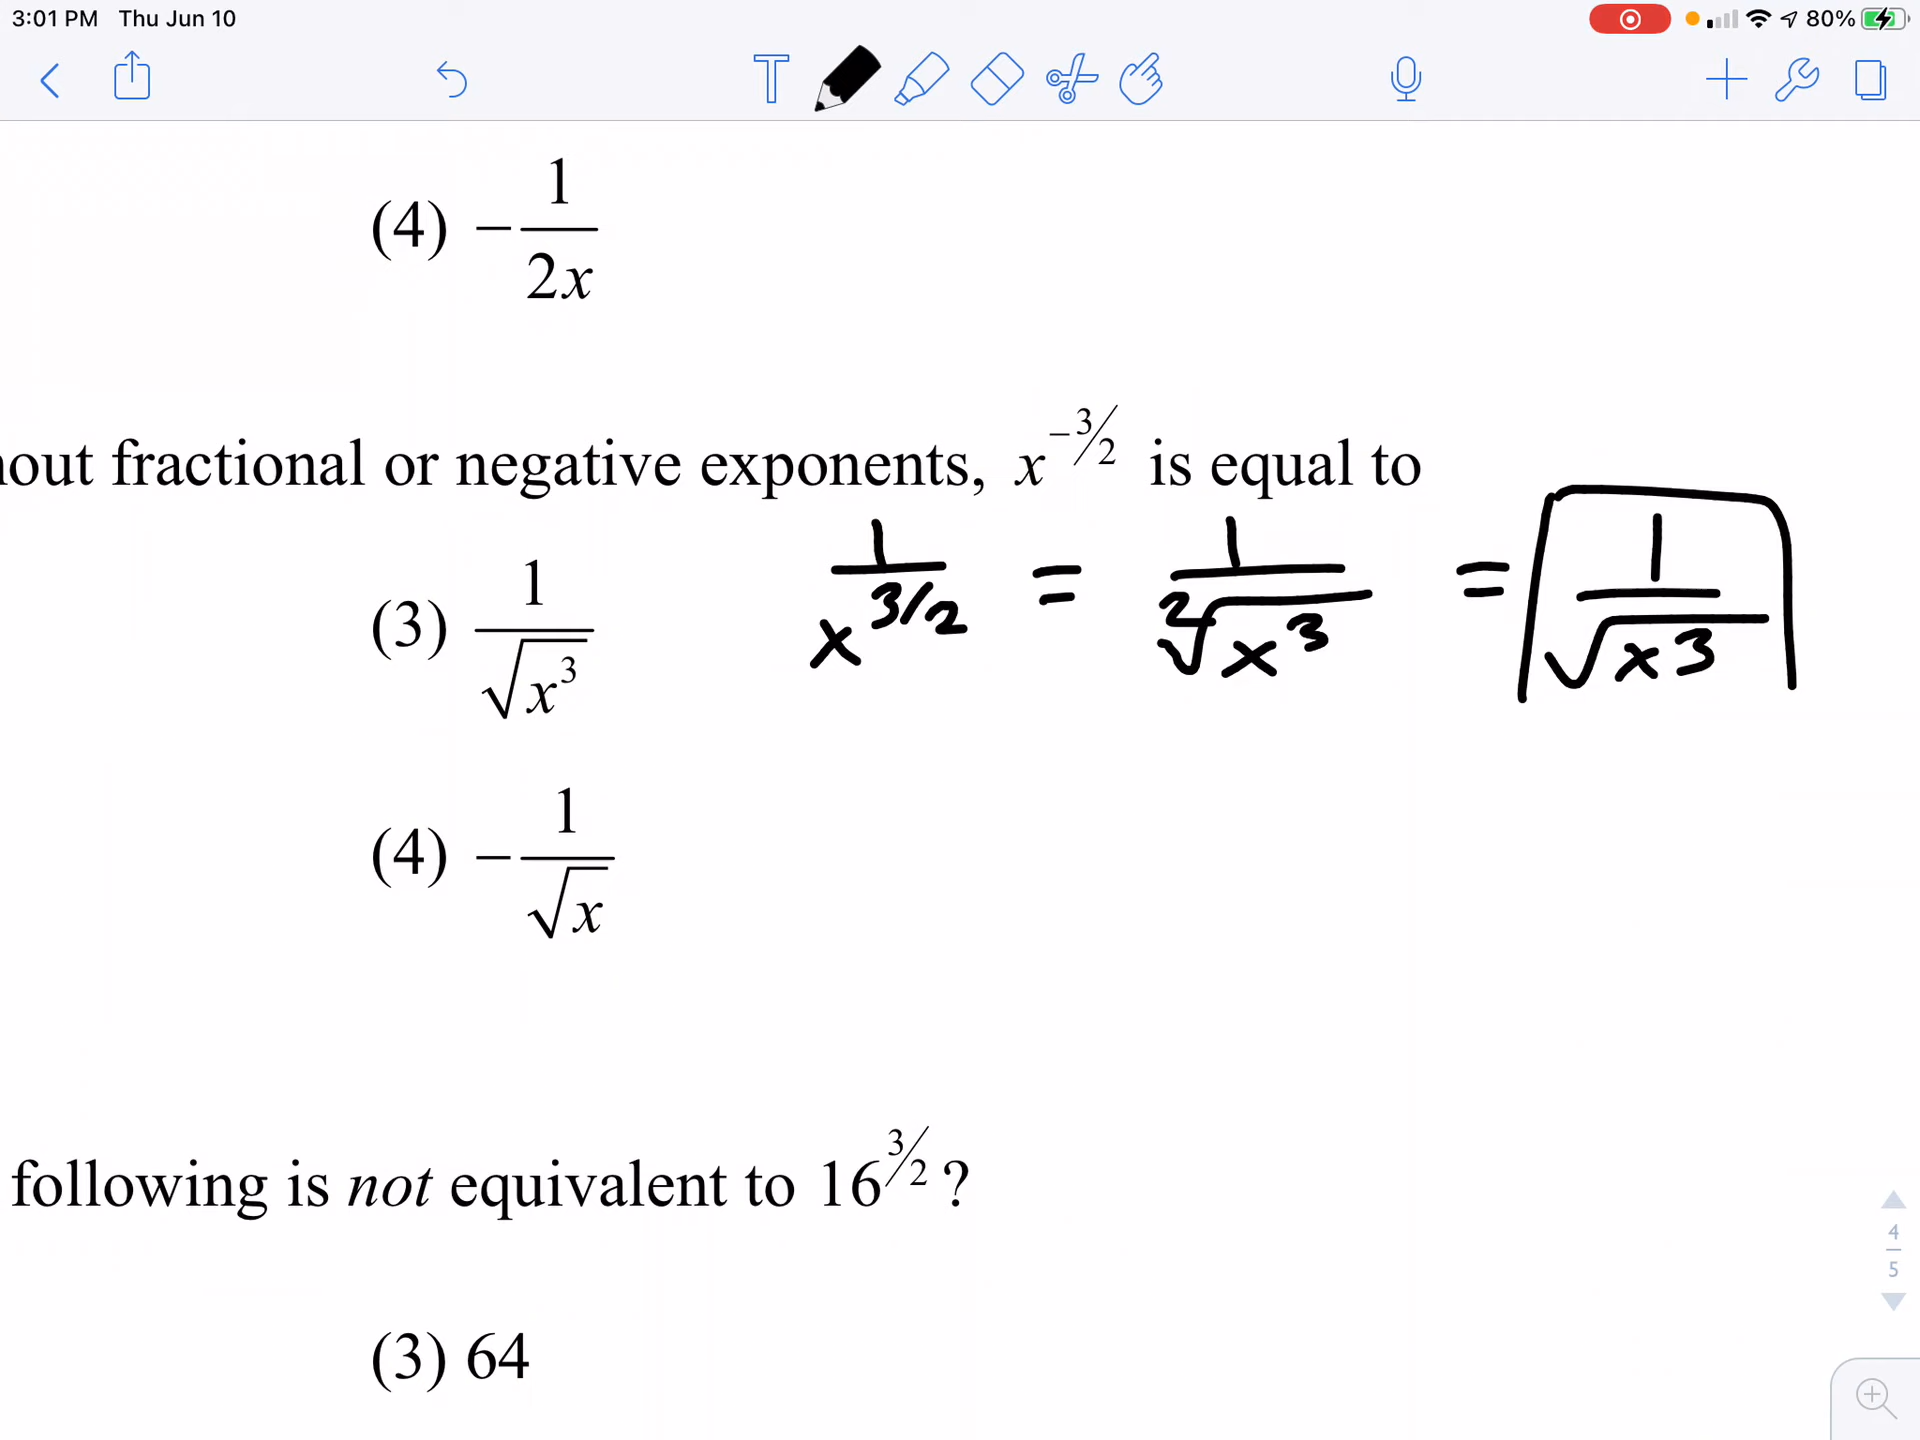 3:01 PM Thu Jun 10 80%
T
(4) -1/2x
fractional or negative exponents, x^-3/2 is equal to
1/x^3/2 = 1/²√x³ = 1/√x³
(3) 1/√x³
(4) -1/√x
following is not equivalent to 16^3/2 ?
4
5
(3) 64